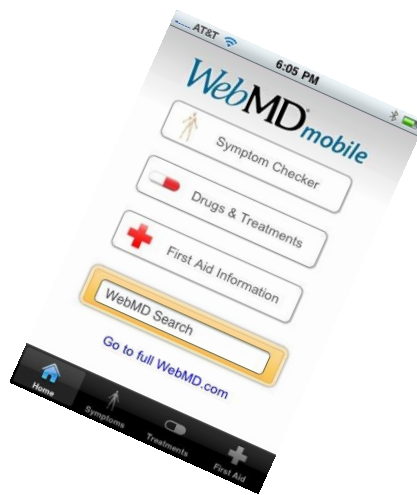 AT&T
6:05 PM
WebMD
mobile
Symptom Checker
Drugs & Treatments
First Aid Information
WebMD Search
Go to full WebMD.com
Home
Symptoms
Treatments
First Aid